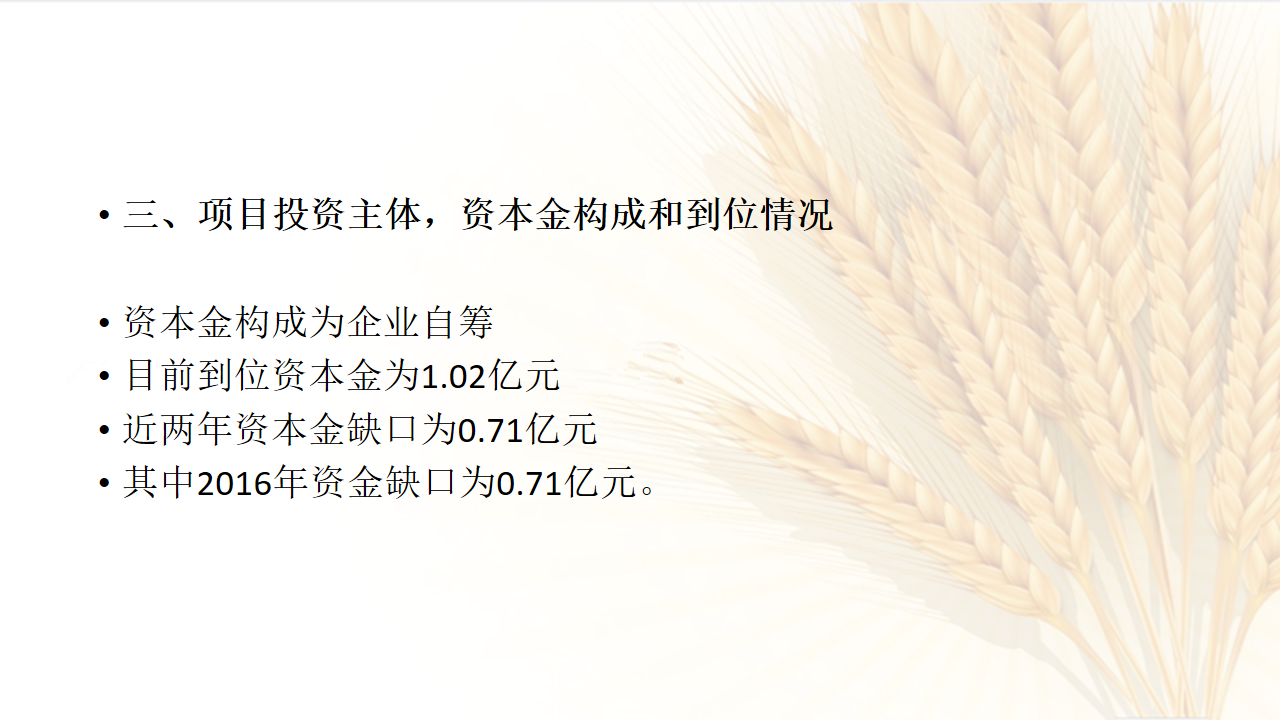 • 三、项目投资主体，资本金构成和到位情况
• 资本金构成为企业自筹
• 目前到位资本金为1.02亿元
• 近两年资本金缺口为0.71亿元
• 其中2016年资金缺口为0.71亿元。